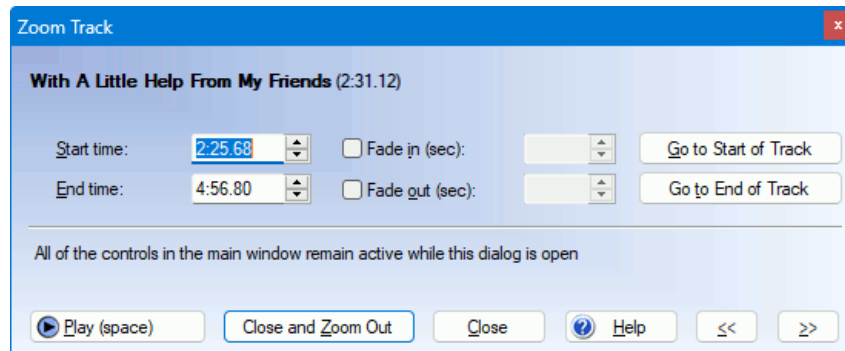 Zoom Track
x
With A Little Help From My Friends (2:31.12)
Start time: 2:25.68 Fade in (sec): Go to Start of Track
End time: 4:56.80 Fade out (sec): Go to End of Track
All of the controls in the main window remain active while this dialog is open
Play (space) Close and Zoom Out Close ? Help << >>